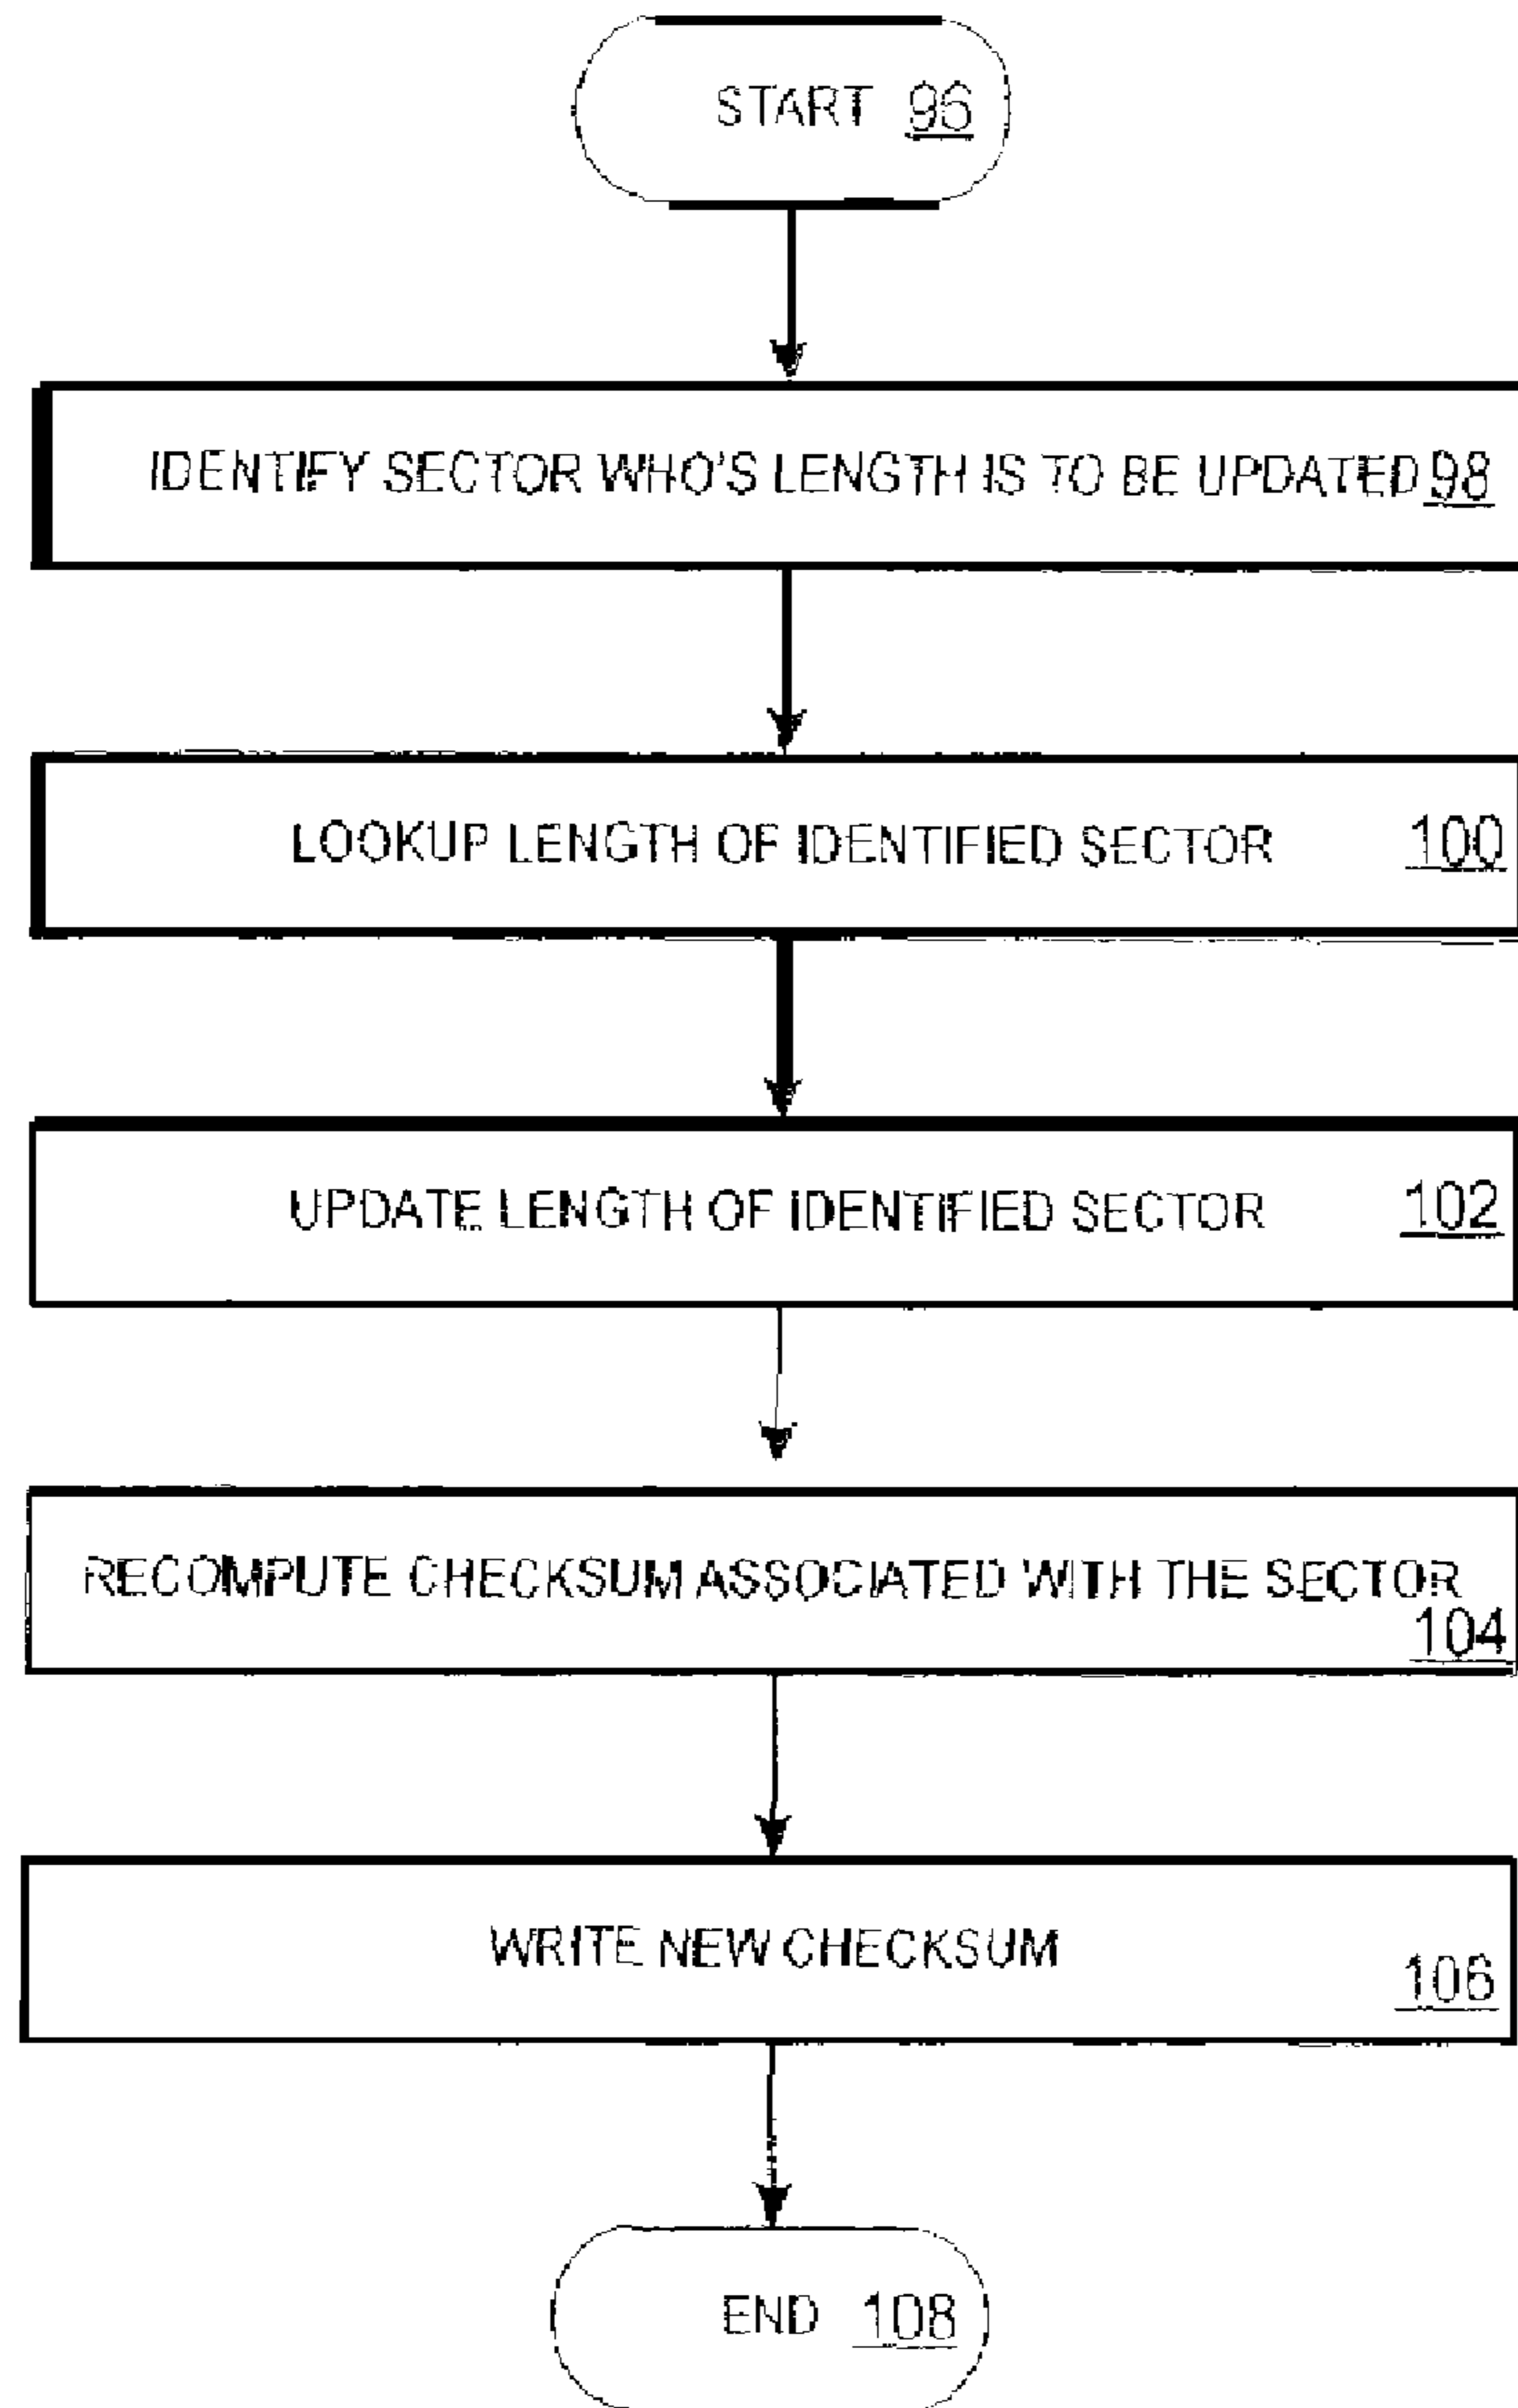 START 96
IDENTIFY SECTOR WHO'S LENGTH IS TO BE UPDATED 98
LOOKUP LENGTH OF IDENTIFIED SECTOR 100
UPDATE LENGTH OF IDENTIFIED SECTOR 102
RECOMPUTE CHECKSUM ASSOCIATED WITH THE SECTOR
104
WRITE NEW CHECKSUM
106
END 108